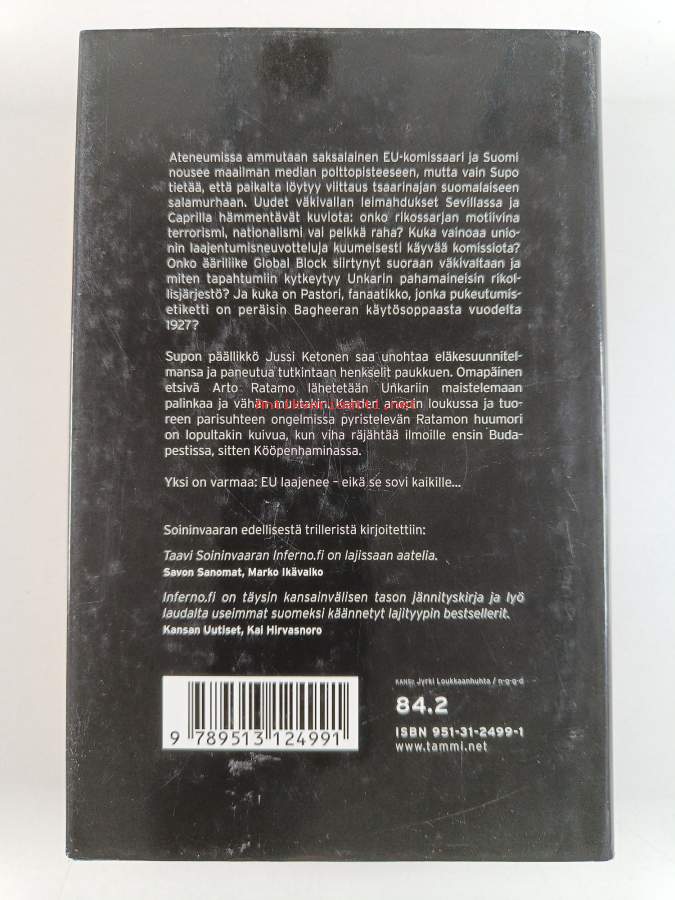 Ateneumissa ammutaan saksalainen EU-komissaari ja Suomi
nousee maailman median polttopisteeseen, mutta vain Supo
tietää, että paikalta löytyy viittaus tsaarinajan suomalaiseen
salamurhaan. Uudet väkivallan leimahdukset Sevillassa ja
Caprilla hämmentävät kuviota: onko rikossarjan motiivina
terrorismi, nationalismi vai pelkkä raha? Kuka vainoaa unio-
nin laajentumisneuvotteluja kuumeisesti käyvää komissiota?
Onko ääriliike Global Block siirtynyt suoraan väkivaltaan ja
miten tapahtumiin kytkeytyy Unkarin pahamaineisin rikol-
lisjärjestö? Ja kuka on Pastori, fanaatikko, jonka pukeutumis-
etiketti on peräisin Bagheeran käytösoppaasta vuodelta
1927?
Supon päällikkö Jussi Ketonen saa unohtaa eläkesuunnitel-
mansa ja paneutua tutkintaan henkselit paukkuen. Omapäinen
etsivä Arto Ratamo lähetetään Unkariin maistelemaan
palinkaa ja vähän muutakin. Kahden anopin loukussa ja tuo-
reen parisuhteen ongelmissa pyristelevän Ratamon huumori
on lopultakin kuivua, kun viha räjähtää ilmoille ensin Buda-
pestissa, sitten Kööpenhaminassa.
Yksi on varmaa: EU laajenee – eikä se sovi kaikille...
Soininvaaran edellisestä trilleristä kirjoitettiin:
Taavi Soininvaaran Inferno.fi on lajissaan aatelia.
Savon Sanomat, Marko Ikävalko
Inferno.fi on täysin kansainvälisen tason jännityskirja ja lyö
laudalta useimmat suomeksi käännetyt lajityypin bestsellerit.
Kansan Uutiset, Kai Hirvasnoro
KANSI: Jyrki Loukkaanhuhta / n-g-g-d
84.2
ISBN 951-31-2499-1
www.tammi.net
9 789513 124991